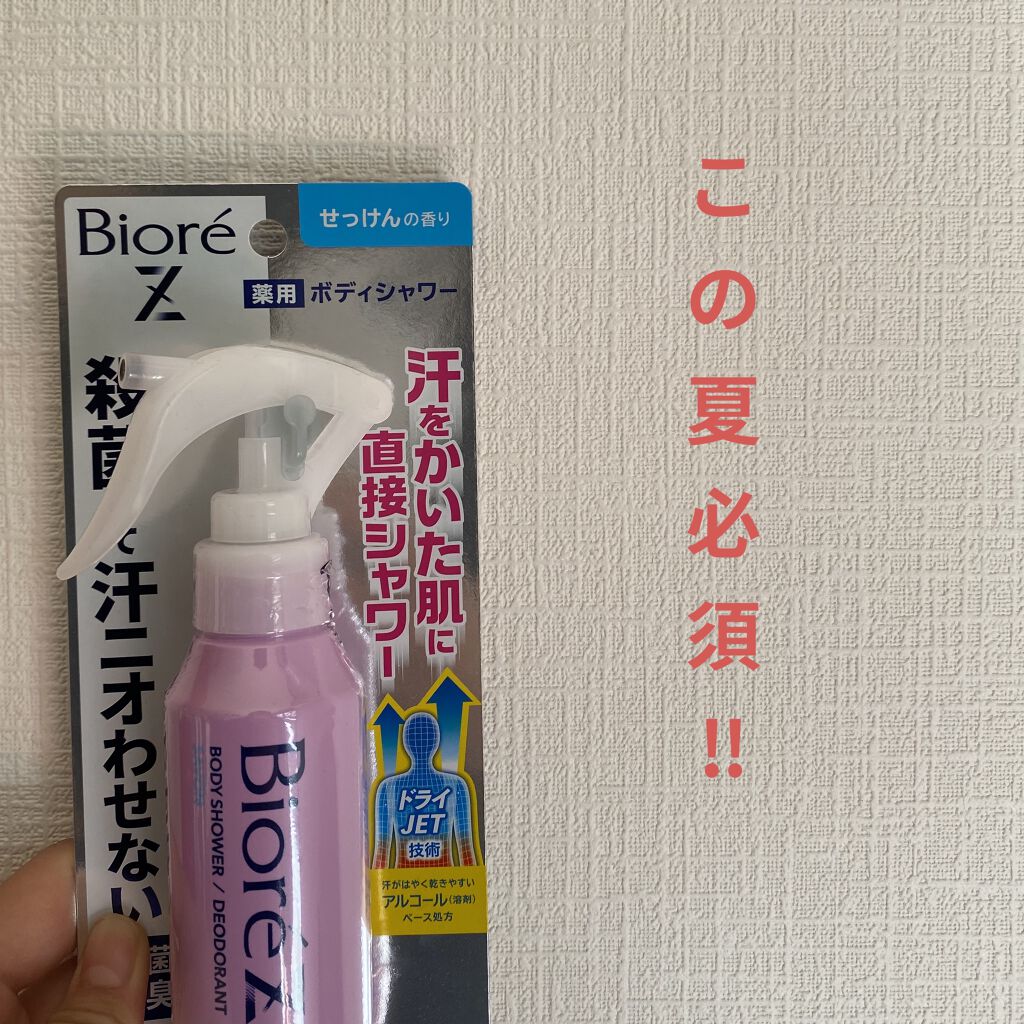 せっけんの香り
Bioré
Z
薬用 ボディシャワー
汗をかいた肌に
直接シャワー
殺菌
て汗ニオわせない
ドライ
JET
技術
汗がはやく乾きやすい
アルコール(溶剤)
ベース処方
Bioré Z
BODY SHOWER / DEODORANT
菌
臭
この夏必須!!